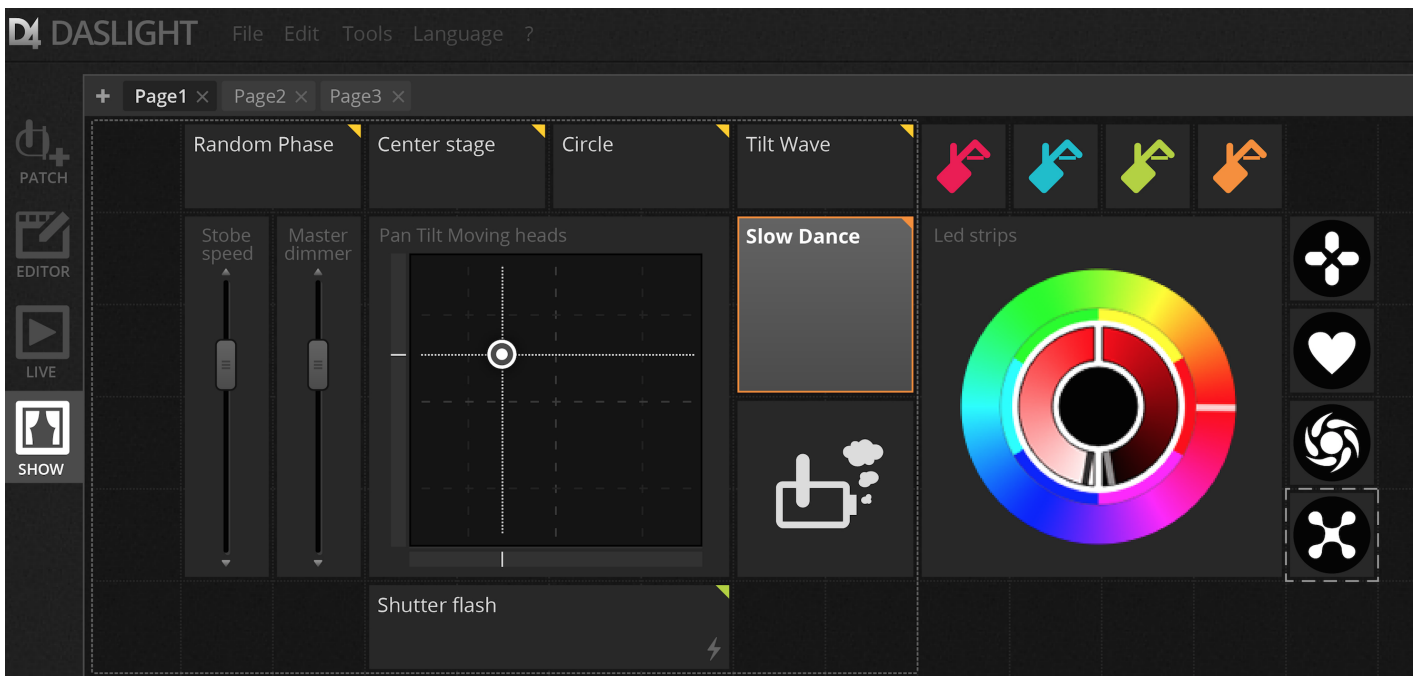 D4 DASLIGHT File Edit Tools Language ?
+ Page1 × Page2 × Page3 ×
PATCH
EDITOR
LIVE
SHOW
Random Phase
Center stage
Circle
Tilt Wave
Stobe
speed
Master
dimmer
Pan Tilt Moving heads
Slow Dance
Led strips
Shutter flash